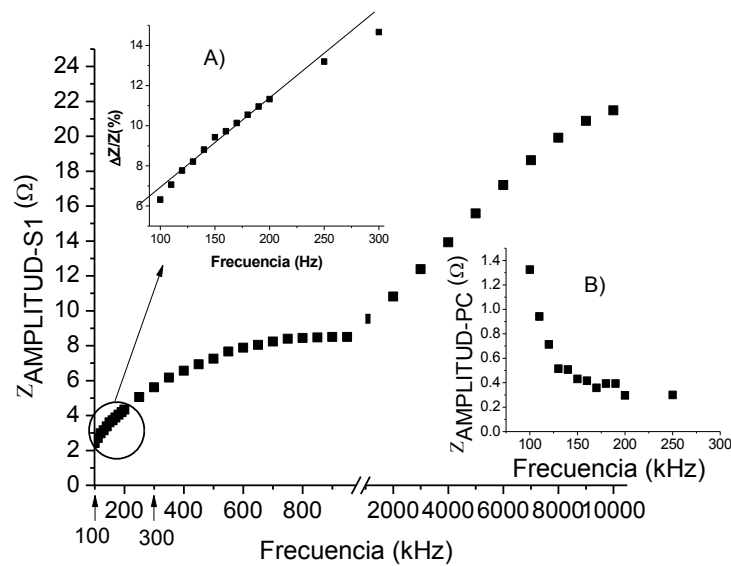 A)
14
12
10
8
6
ΔZ/Z(%)
100 150 200 250 300
Frecuencia (Hz)
24
22
20
18
16
14
12
10
8
6
4
2
0
ZAMPLITUD-S1 (Ω)
B)
1.4
1.2
1.0
0.8
0.6
0.4
0.2
0.0
ZAMPLITUD-PC (Ω)
100 150 200 250 300
Frecuencia (kHz)
200 400 600 800 2000 4000 6000 8000 10000
100 300
Frecuencia (kHz)